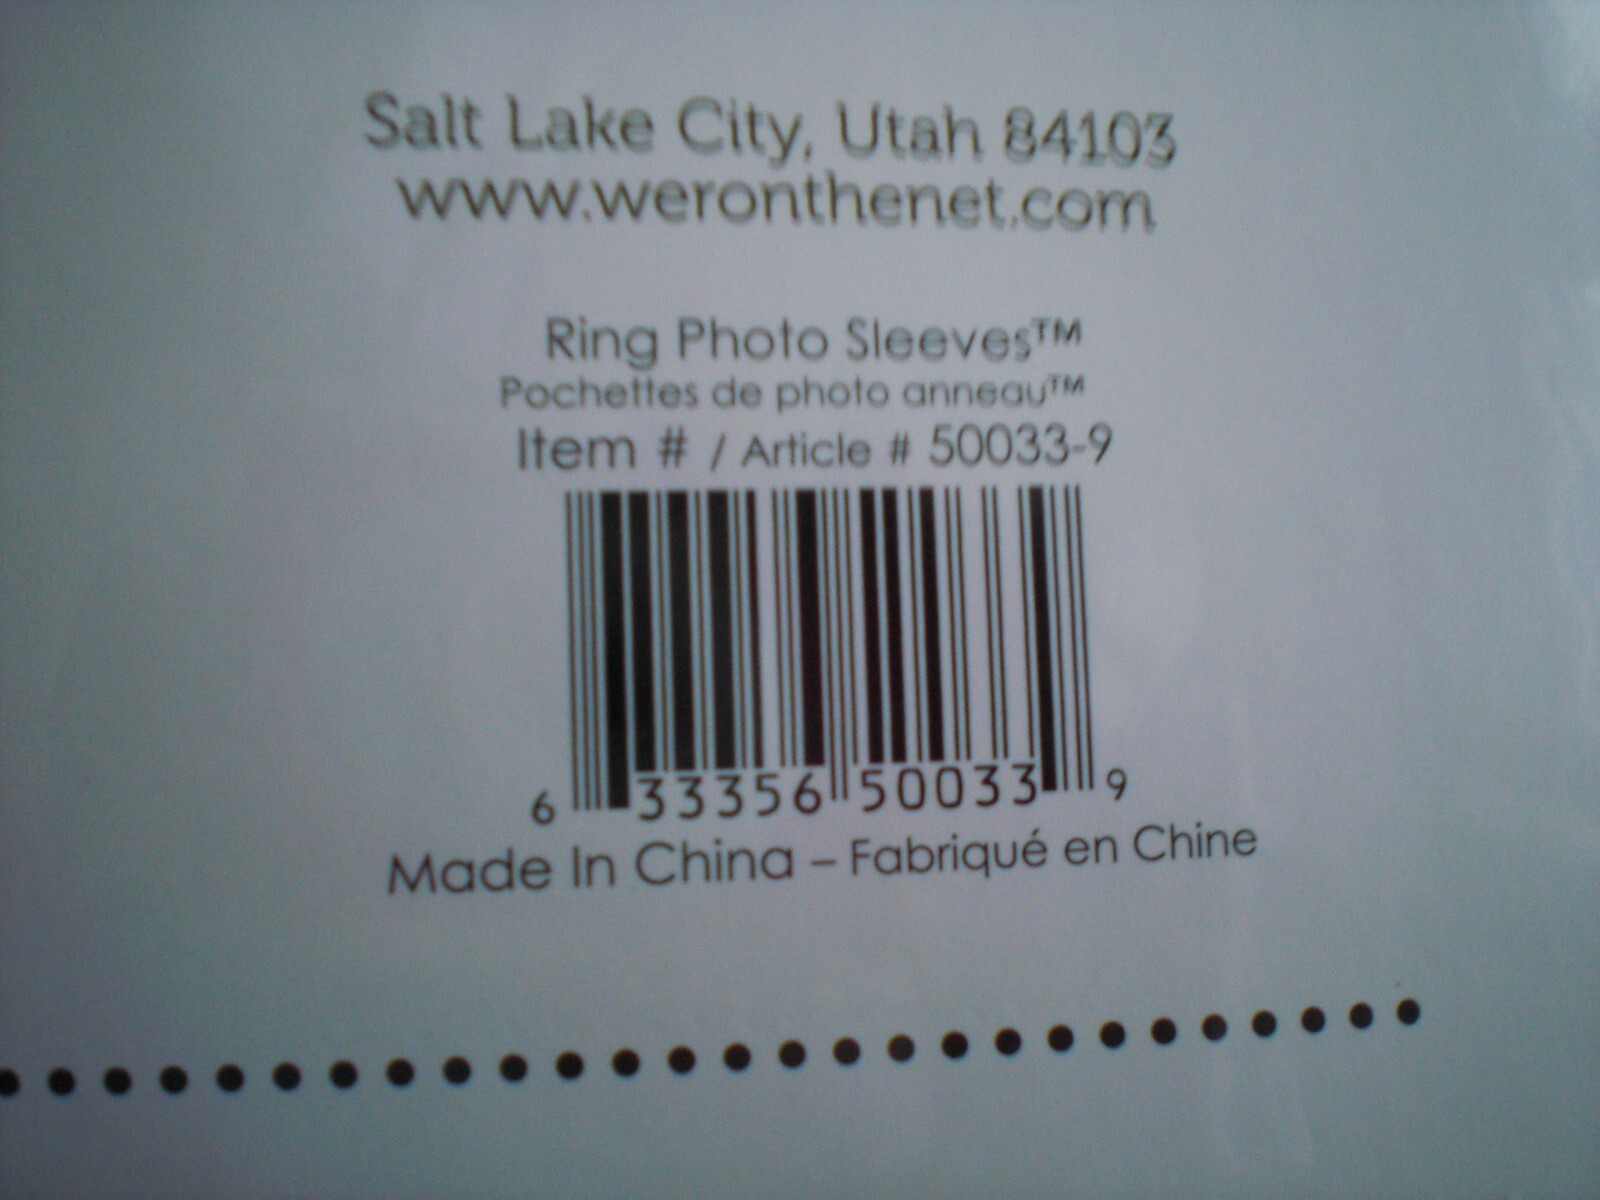 Salt Lake City, Utah 84103
www.weronthenet.com
Ring Photo Sleeves™
Pochettes de photo anneau™
Item # / Article # 50033-9
6 33356 50033 9
Made In China – Fabriqué en Chine